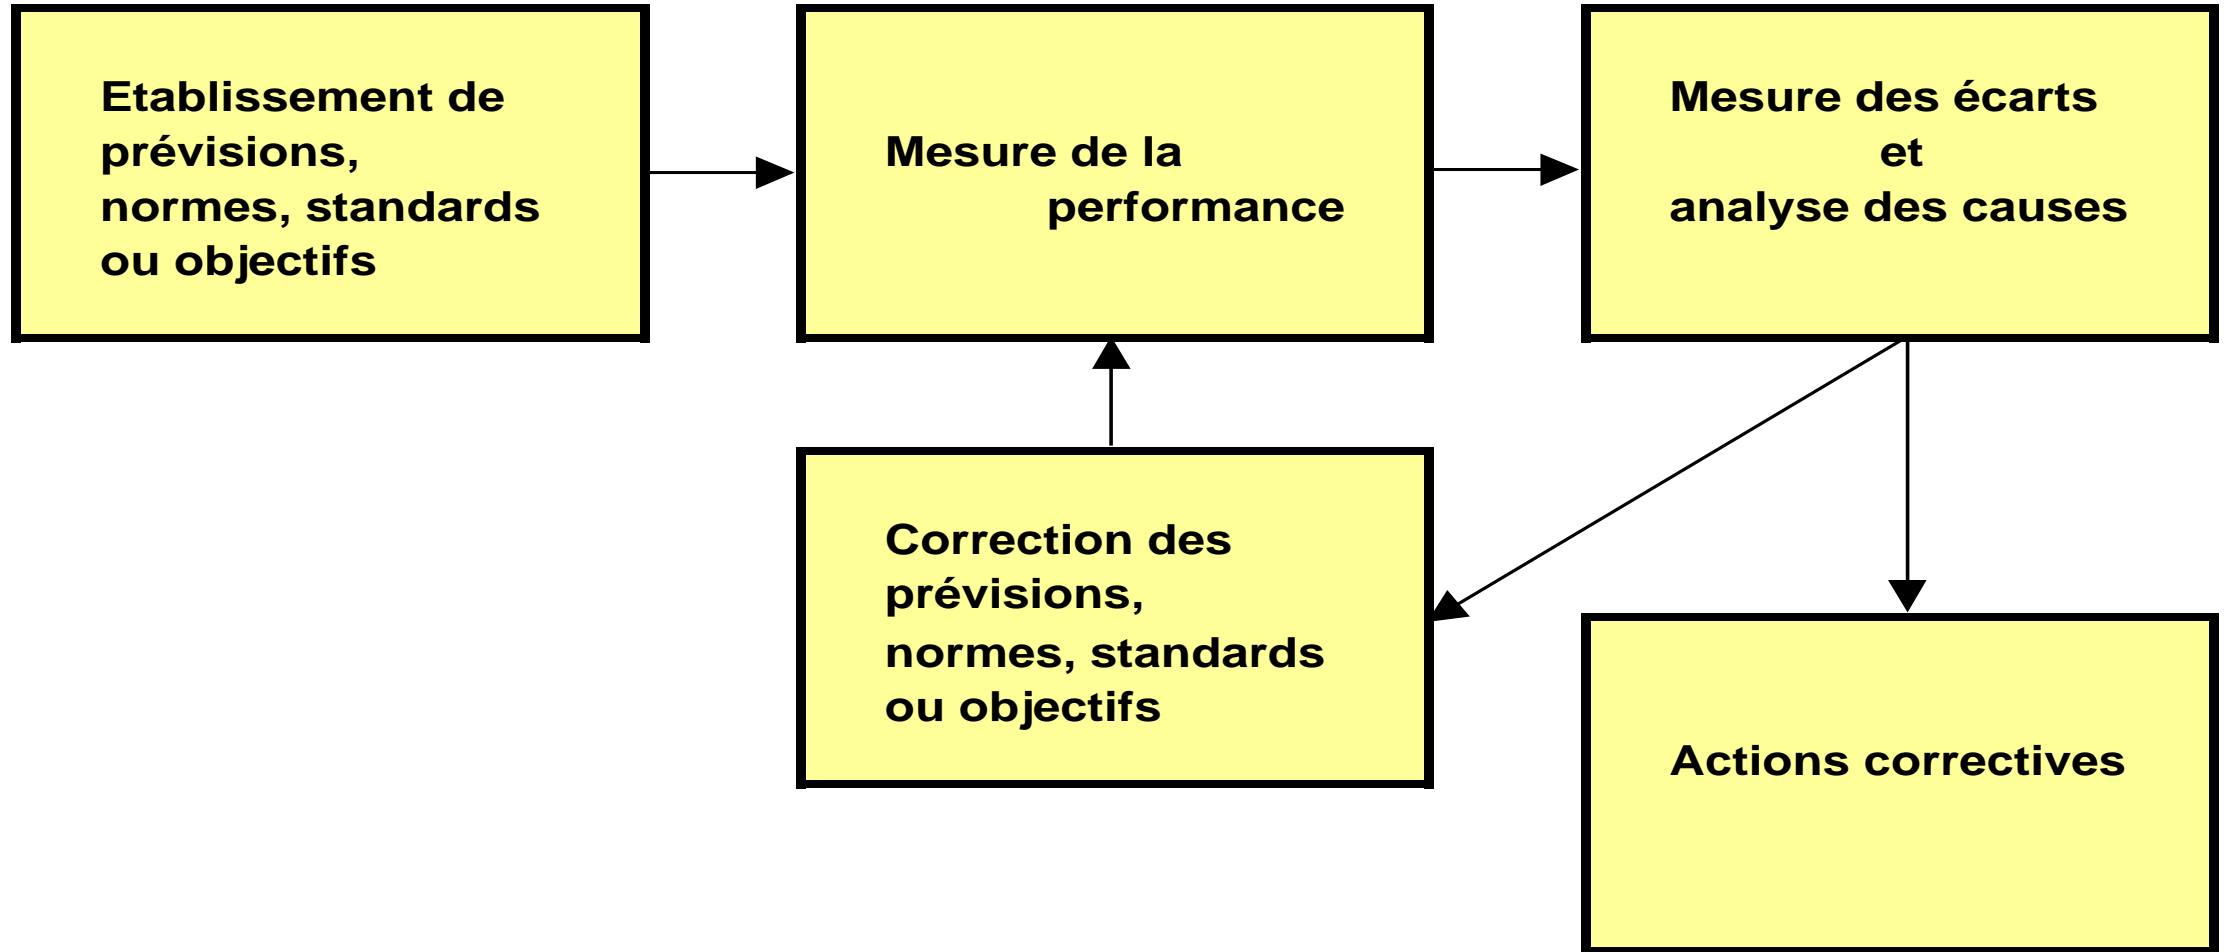 Etablissement de
prévisions,
normes, standards
ou objectifs
Mesure de la
performance
Mesure des écarts
et
analyse des causes
Correction des
prévisions,
normes, standards
ou objectifs
Actions correctives